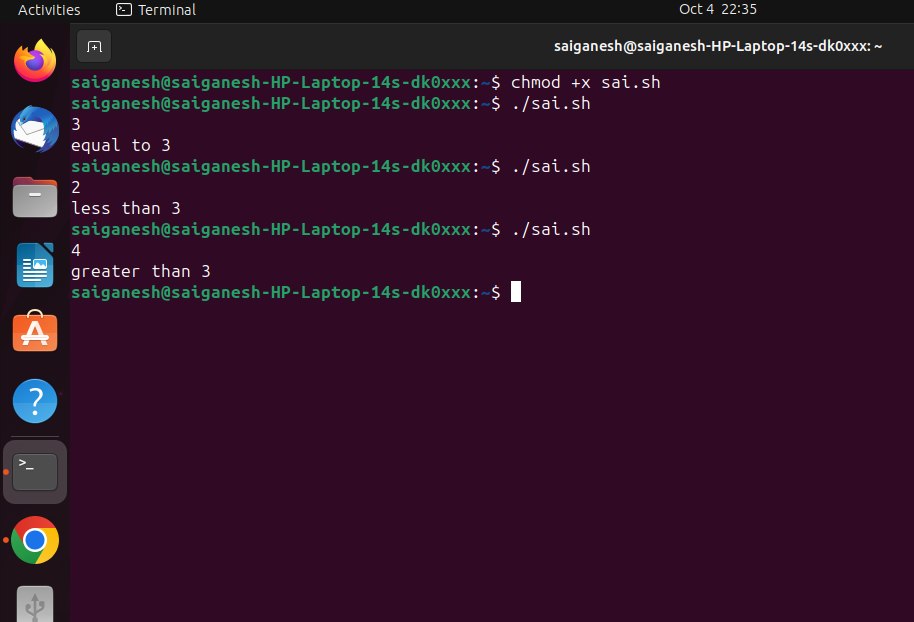 Activities
Terminal
Oct 4 22:35
saiganesh@saiganesh-HP-Laptop-14s-dk0xxx: ~
saiganesh@saiganesh-HP-Laptop-14s-dk0xxx:~$ chmod +x sai.sh
saiganesh@saiganesh-HP-Laptop-14s-dk0xxx:~$ ./sai.sh
3
equal to 3
saiganesh@saiganesh-HP-Laptop-14s-dk0xxx:~$ ./sai.sh
2
less than 3
saiganesh@saiganesh-HP-Laptop-14s-dk0xxx:~$ ./sai.sh
4
greater than 3
saiganesh@saiganesh-HP-Laptop-14s-dk0xxx:~$